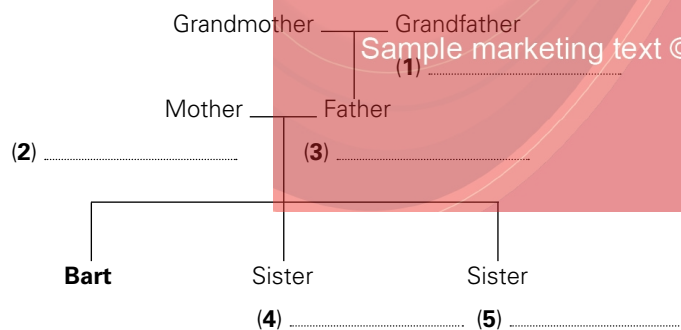 Grandmother Grandfather
Sample marketing text ©
(1)
Mother Father
(2) (3)
Bart Sister Sister
(4) (5)